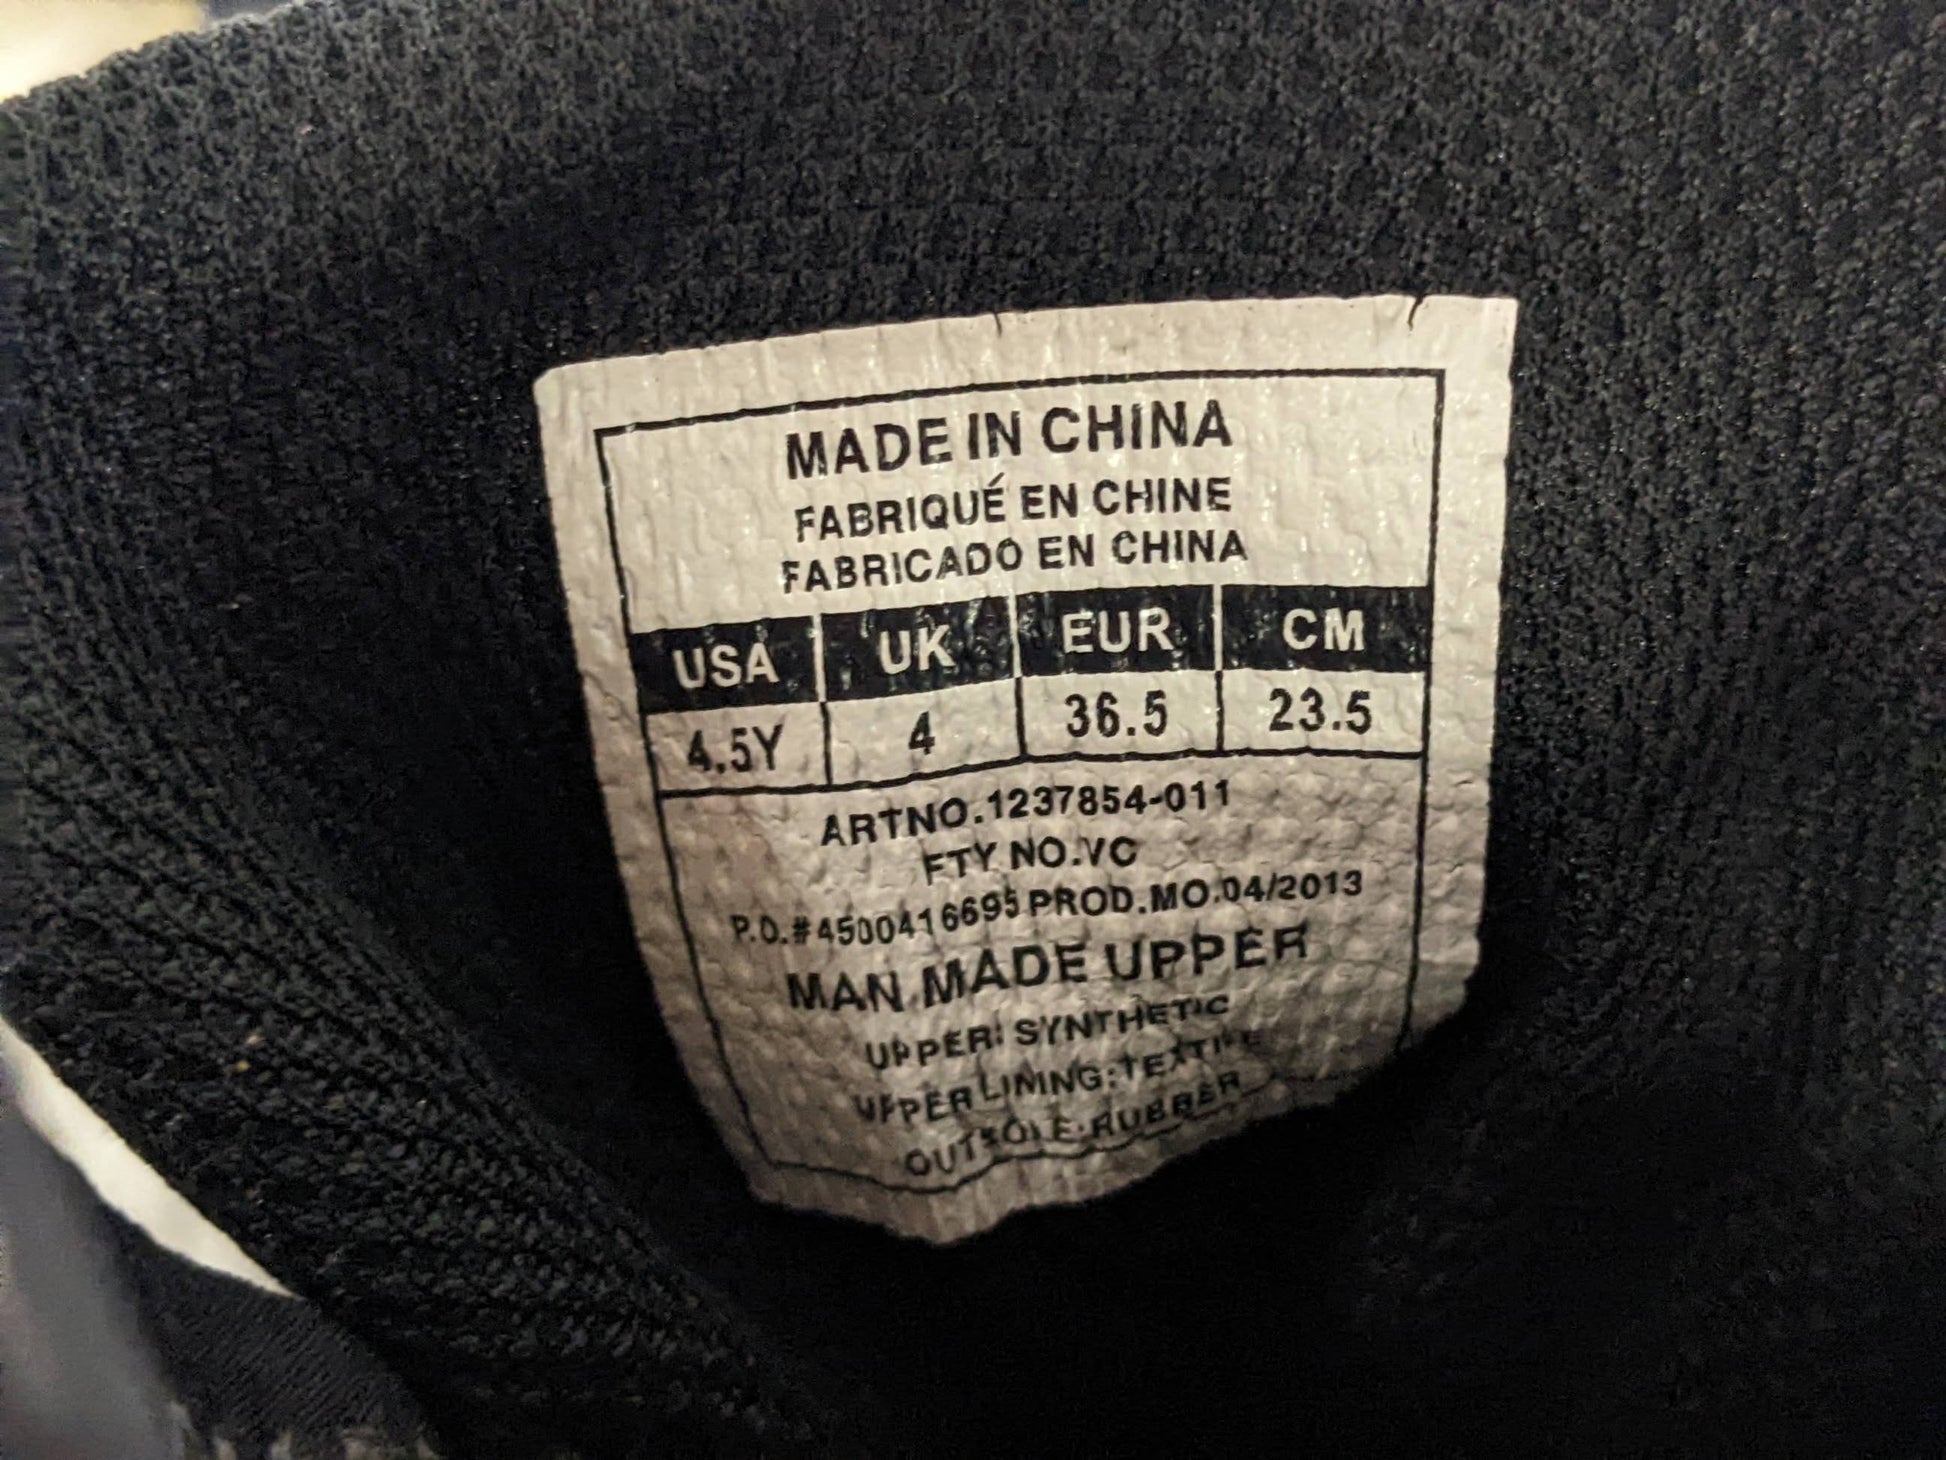 MADE IN CHINA
FABRIQUÉ EN CHINE
FABRICADO EN CHINA
USA UK EUR CM
4.5Y 4 36.5 23.5
ARTNO.1237854-011
FTY NO.VC
P.O.#4500416695 PROD.MO.04/2013
MAN MADE UPPER
UPPER: SYNTHETIC
UPPER LINING:TEXTILE
OUTSOLE:RUBBER